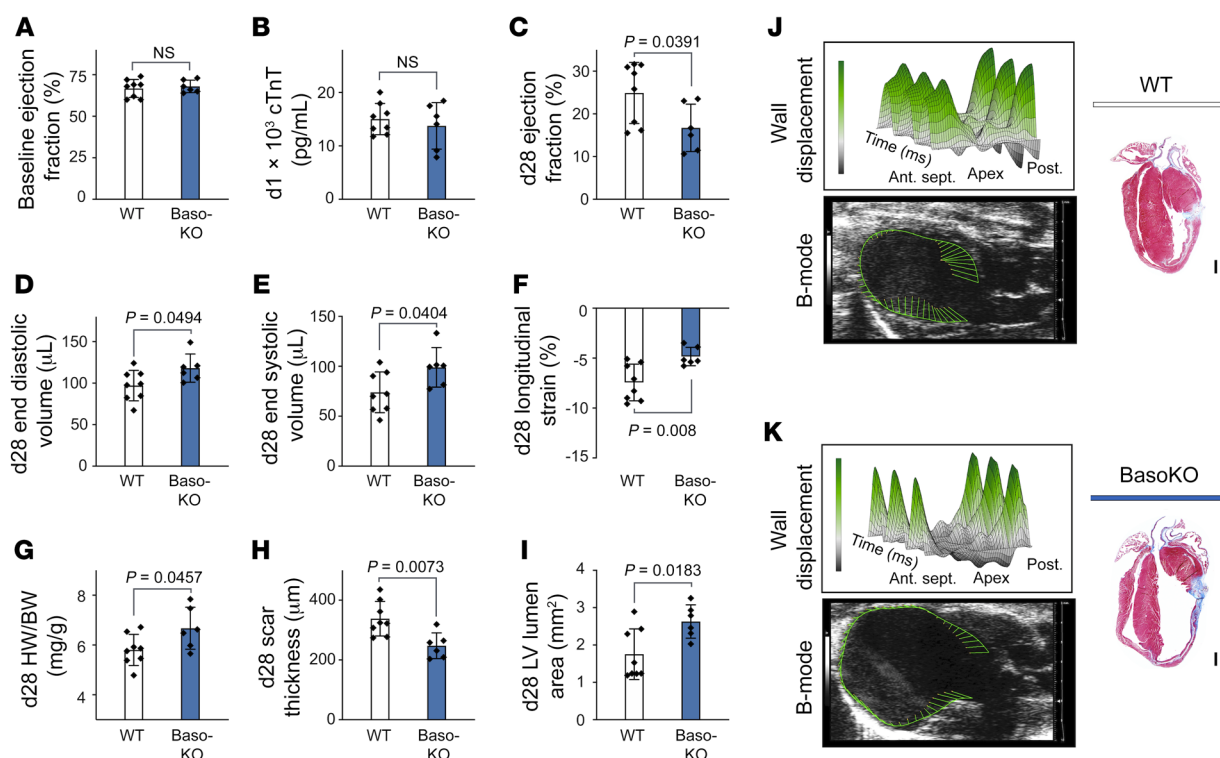 A
Baseline ejection
fraction (%)
75
50
25
0
NS
WT
Baso-
KO
B
d1 × 10³ cTnT
(pg/mL)
20
10
0
NS
WT
Baso-
KO
C
d28 ejection
fraction (%)
30
20
10
0
P = 0.0391
WT
Baso-
KO
D
d28 end diastolic
volume (μL)
150
100
50
0
P = 0.0494
WT
Baso-
KO
E
d28 end systolic
volume (μL)
150
100
50
0
P = 0.0404
WT
Baso-
KO
F
d28 longitudinal
strain (%)
0
-5
-10
-15
P = 0.008
WT
Baso-
KO
G
d28 HW/BW
(mg/g)
8
6
4
P = 0.0457
WT
Baso-
KO
H
d28 scar
thickness (μm)
400
200
0
P = 0.0073
WT
Baso-
KO
I
d28 LV lumen
area (mm²)
4
3
2
1
0
P = 0.0183
WT
Baso-
KO
J
Wall
displacement
Time (ms)
Ant. sept.
Apex
Post.
B-mode
WT
K
Wall
displacement
Time (ms)
Ant. sept.
Apex
Post.
B-mode
BasoKO